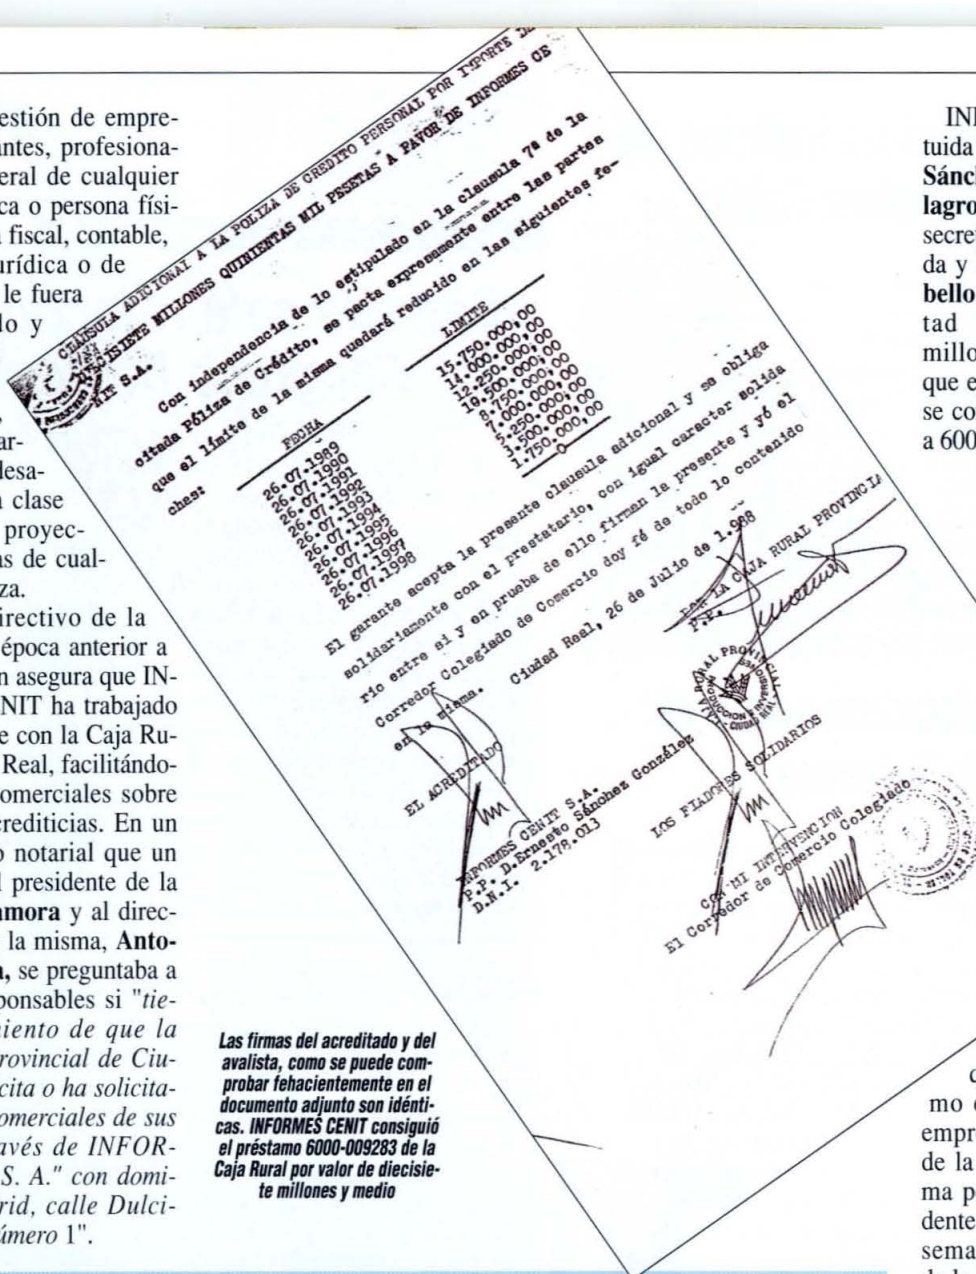 estión de empre-
antes, profesiona-
eral de cualquier
ca o persona físi-
fiscal, contable,
urídica o de
le fuera
lo y
ar-
lesa-
clase
proyec-
as de cual-
za.
irectivo de la
época anterior a
n asegura que IN-
NIT ha trabajado
e con la Caja Ru-
Real, facilitándo-
omerciales sobre
rediticias. En un
o notarial que un
l presidente de la
amora y al direc-
la misma, Anto-
se preguntaba a
ponsables si "tie-
iento de que la
rovincial de Ciu-
cita o ha solicita-
omerciales de sus
avés de INFOR-
S. A." con domi-
rid, calle Dulci-
úmero 1".
CLÁUSULA ADICIONAL A LA POLIZA DE CREDITO PERSONAL POR IMPORTE DE
DIECISIETE MILLONES QUINIENTAS MIL PESETAS A FAVOR DE INFORMES CE
NIT S.A.
Con independencia de lo estipulado en la clausula 7ª de la
citada Póliza de Crédito, se pacta expresamente entre las partes
que el límite de la misma quedará reducido en las siguientes fe-
chas:
FECHA LIMITE
26.07.1989 15.750.000,00
26.07.1990 14.000.000,00
26.07.1991 12.250.000,00
26.07.1992 10.500.000,00
26.07.1993 8.750.000,00
26.07.1994 7.000.000,00
26.07.1995 5.250.000,00
26.07.1996 3.500.000,00
26.07.1997 1.750.000,00
26.07.1998 0
El garante acepta la presente clausula adicional y se obliga
solidariamente con el prestatario, con igual caracter solida
rio entre si y en prueba de ello firman la presente y yó el
Corredor Colegiado de Comercio doy fé de todo lo contenido
en la misma. Ciudad Real, 26 de Julio de 1.988
POR LA CAJA RURAL PROVINCIA
P.P.
EL ACREDITADO
INFORMES CENIT S.A.
P.P. D.Ernesto Sánchez González
D.N.I. 2.178.013
LOS FIADORES SOLIDARIOS
CON MI INTERVENCION
El Corredor de Comercio Colegiado
Las firmas del acreditado y del
avalista, como se puede com-
probar fehacientemente en el
documento adjunto son idénti-
cas. INFORMES CENIT consiguió
el préstamo 6000-009283 de la
Caja Rural por valor de diecisie-
te millones y medio
tuida
Sánc
lagro
secre
da y
bello
tad
millo
que e
se co
a 600
mo
empr
de la
ma p
dente
sema